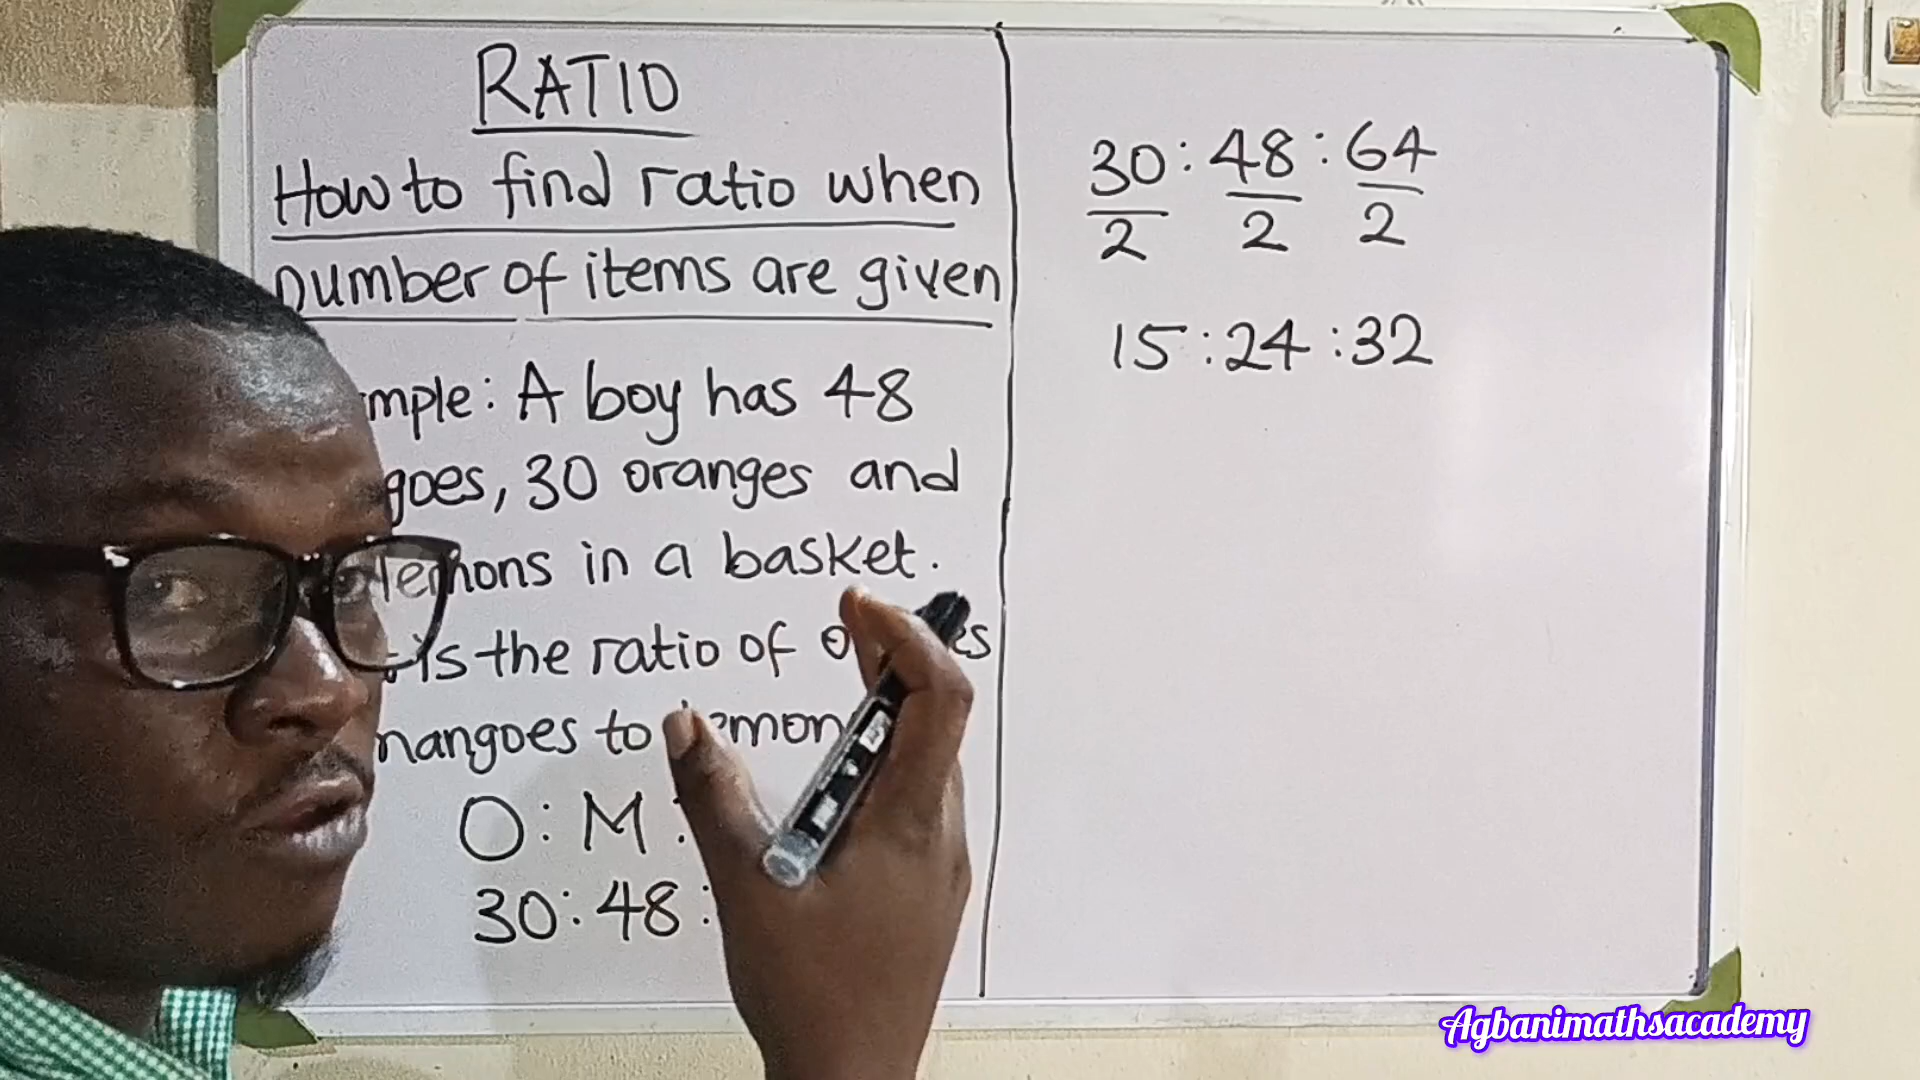 RATIO
How to find ratio when
number of items are given
mple: A boy has 48
goes, 30 oranges and
lemons in a basket.
is the ratio of
mangoes to
O : M :
30 : 48 :
30 : 48 : 64
2 2 2
15 : 24 : 32
Agbanimathsacademy